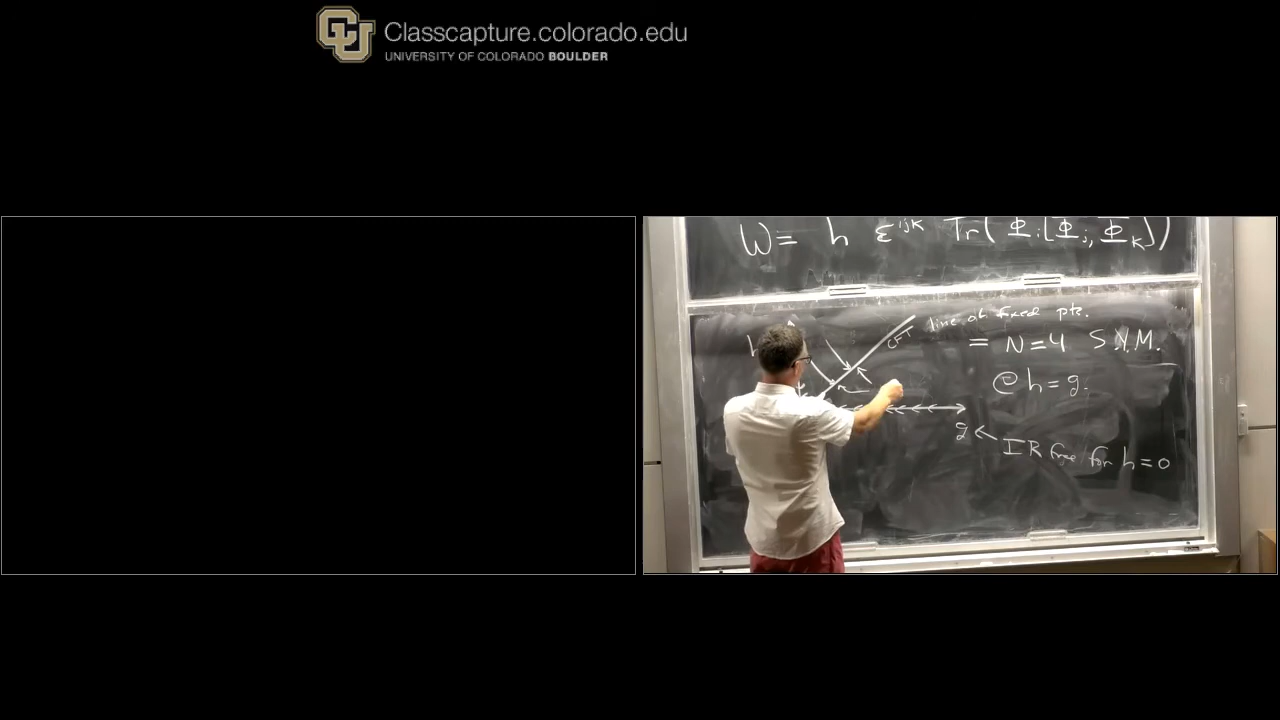 Classcapture.colorado.edu
UNIVERSITY OF COLORADO BOULDER
W = h ε^{ijk} Tr(Φ_i[Φ_j, Φ_k])
line of fixed pts.
CFT
= N=4 S.Y.M.
@ h=g.
h
g ← IR free for h=0